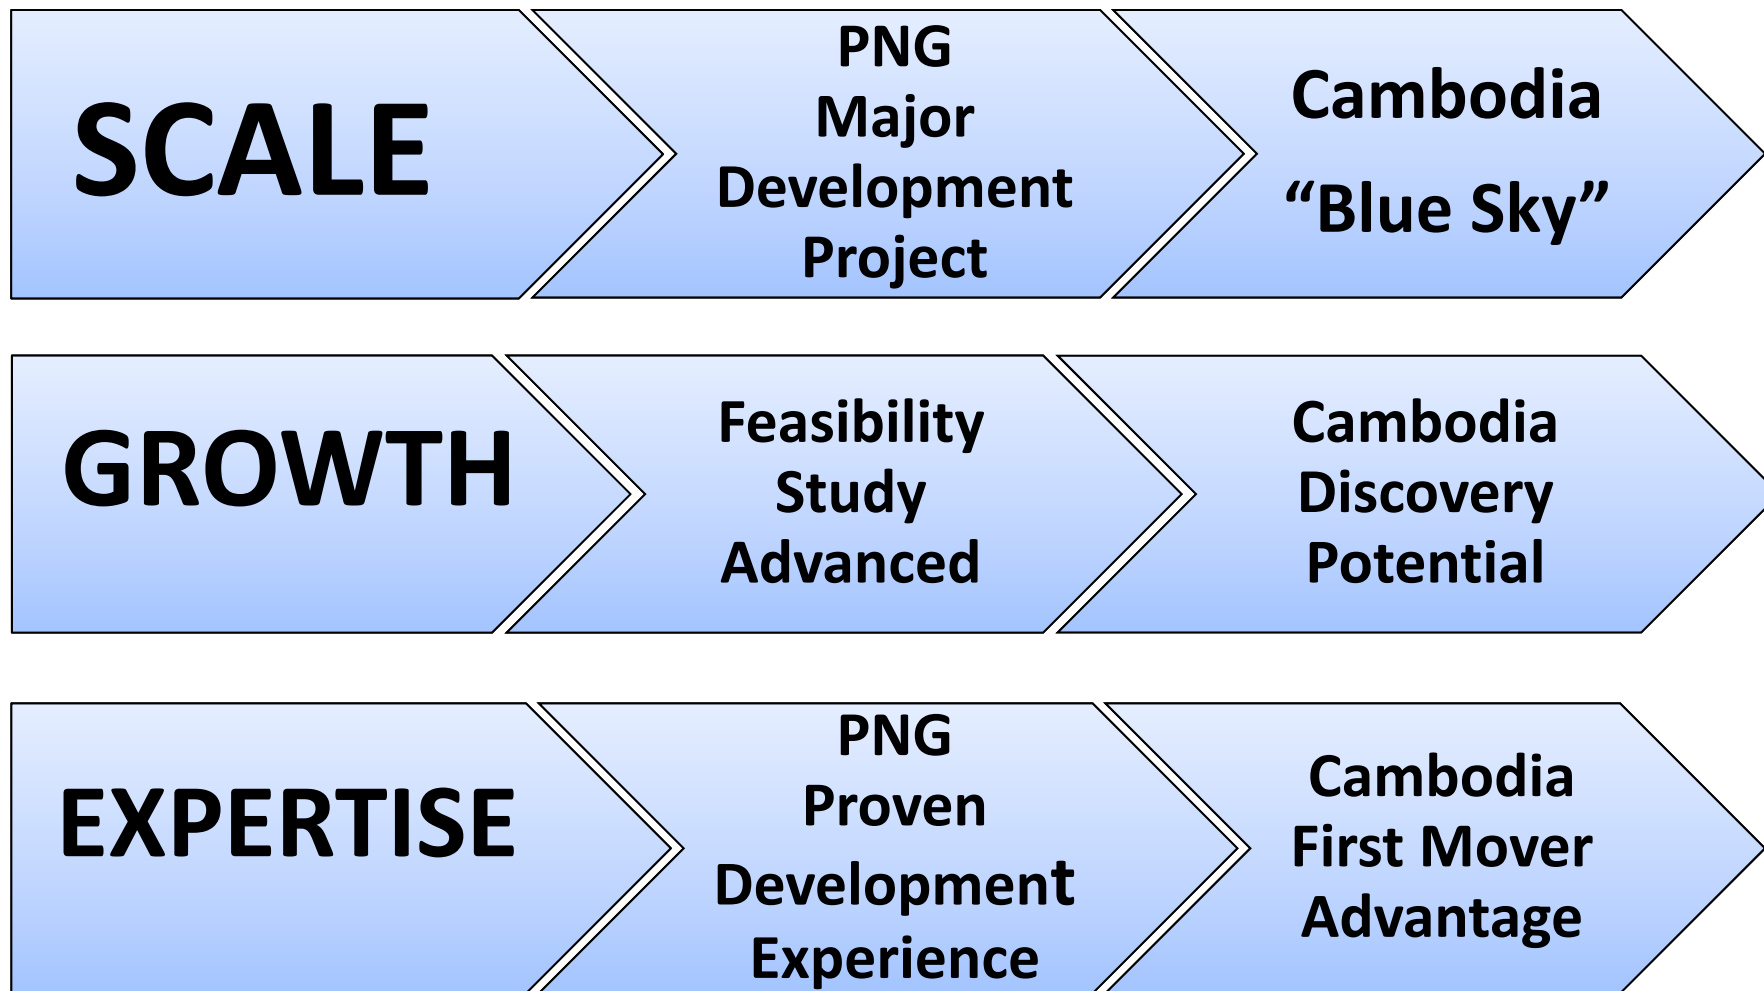 SCALE
PNG
Major
Development
Project
Cambodia
“Blue Sky”
GROWTH
Feasibility
Study
Advanced
Cambodia
Discovery
Potential
EXPERTISE
PNG
Proven
Development
Experience
Cambodia
First Mover
Advantage